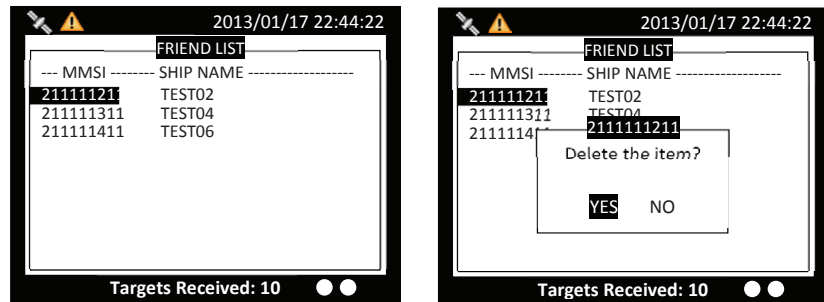 2013/01/17 22:44:22
FRIEND LIST
--- MMSI -------- SHIP NAME -------------------
211111211 TEST02
211111311 TEST04
211111411 TEST06
Targets Received: 10
2013/01/17 22:44:22
FRIEND LIST
--- MMSI -------- SHIP NAME -------------------
211111211 TEST02
211111311 TEST04
2111111211
Delete the item?
YES NO
Targets Received: 10